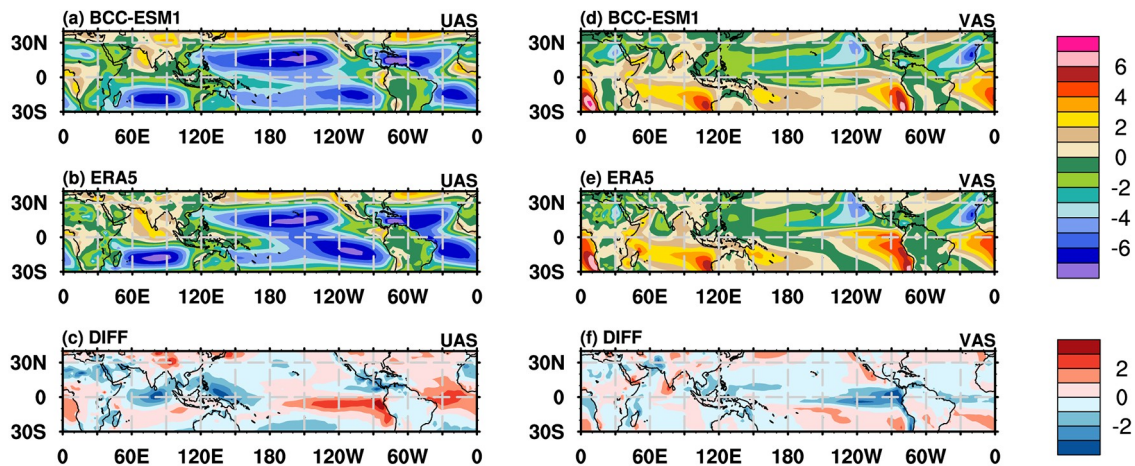 (a) BCC-ESM1 UAS
30N
0
30S
0 60E 120E 180 120W 60W 0
(d) BCC-ESM1 VAS
30N
0
30S
0 60E 120E 180 120W 60W 0
(b) ERA5 UAS
30N
0
30S
0 60E 120E 180 120W 60W 0
(e) ERA5 VAS
30N
0
30S
0 60E 120E 180 120W 60W 0
6
4
2
0
-2
-4
-6
(c) DIFF UAS
30N
0
30S
0 60E 120E 180 120W 60W 0
(f) DIFF VAS
30N
0
30S
0 60E 120E 180 120W 60W 0
2
0
-2